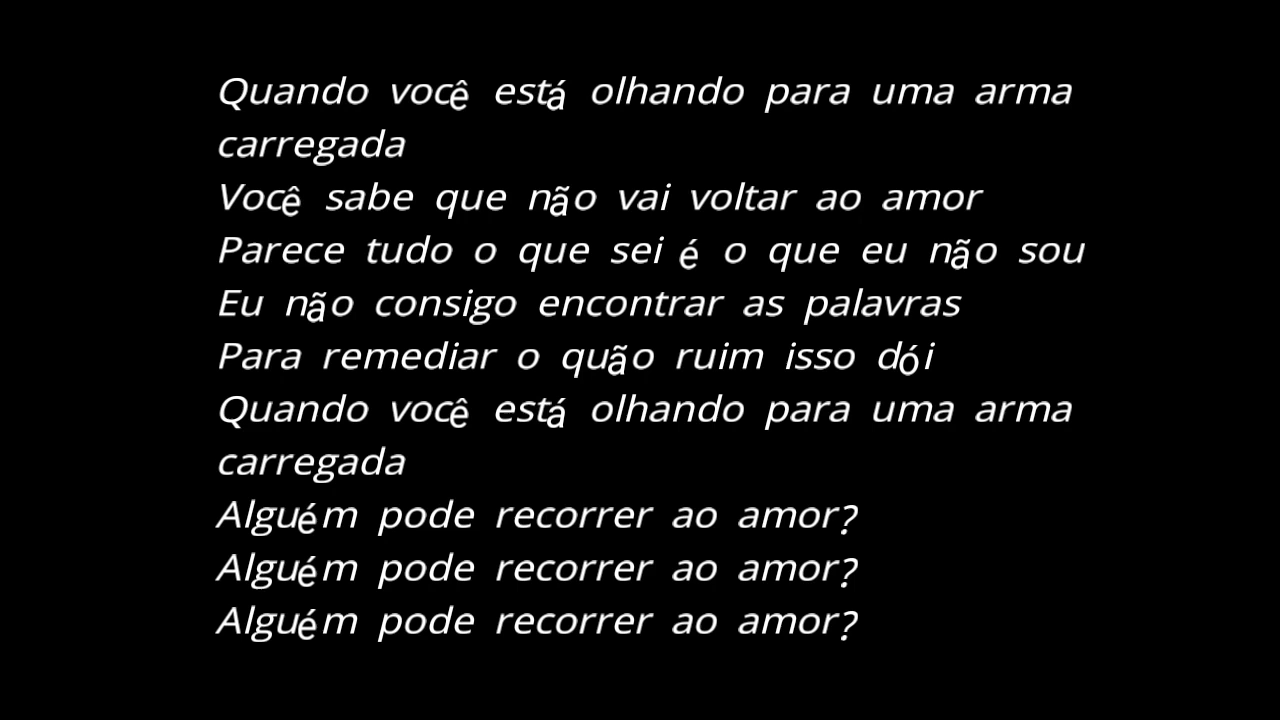 Quando você está olhando para uma arma
carregada
Você sabe que não vai voltar ao amor
Parece tudo o que sei é o que eu não sou
Eu não consigo encontrar as palavras
Para remediar o quão ruim isso dói
Quando você está olhando para uma arma
carregada
Alguém pode recorrer ao amor?
Alguém pode recorrer ao amor?
Alguém pode recorrer ao amor?